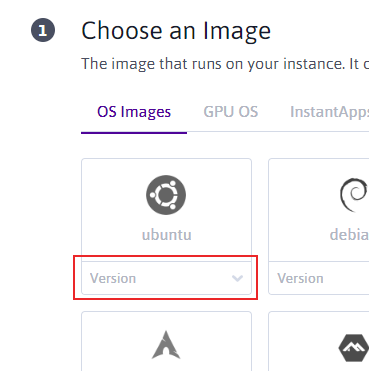 1
Choose an Image
The image that runs on your instance. It
OS Images GPU OS InstantApps
ubuntu
debia
Version
Version